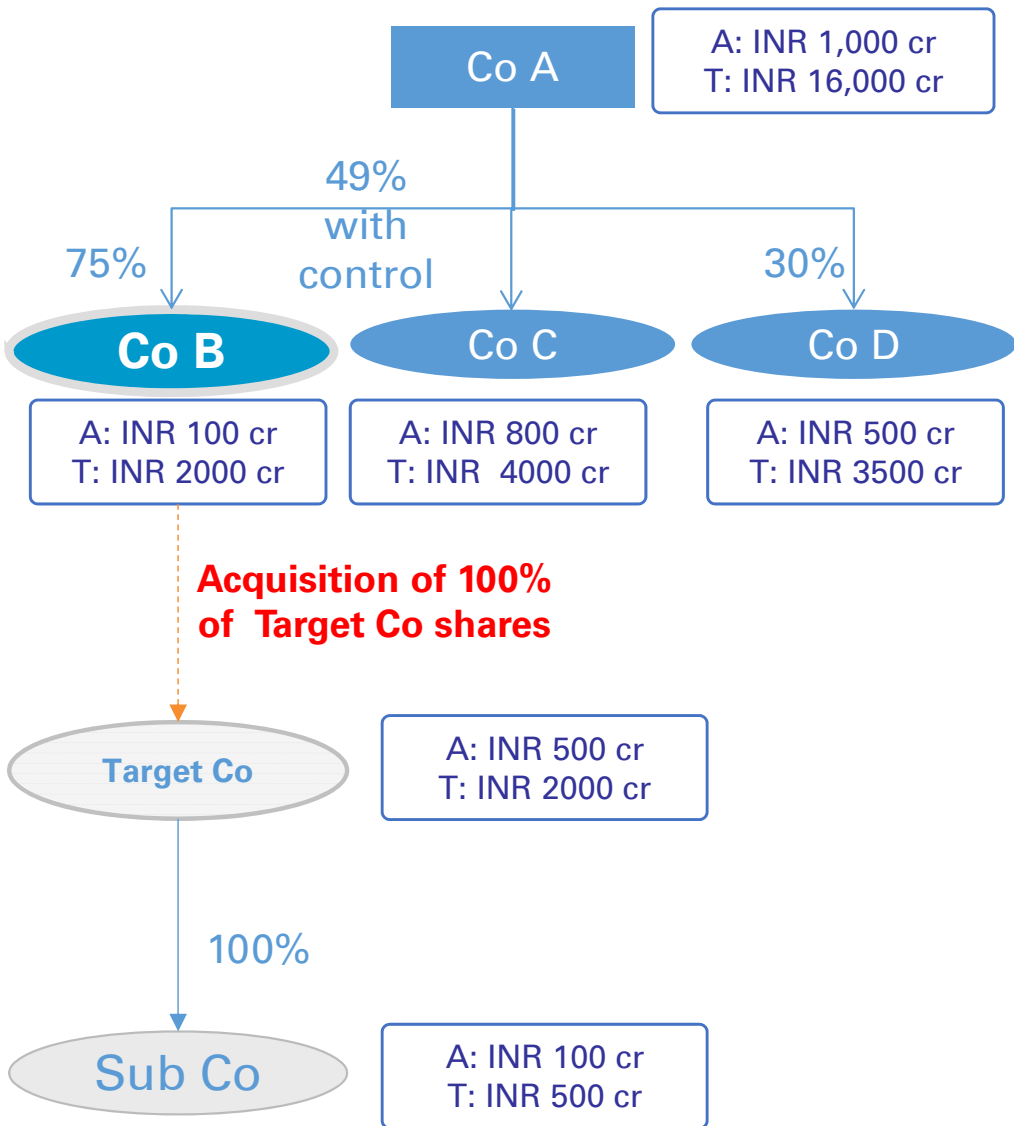 Co A
A: INR 1,000 cr
T: INR 16,000 cr
49%
with
control
75%
30%
Co B
Co C
Co D
A: INR 100 cr
T: INR 2000 cr
A: INR 800 cr
T: INR  4000 cr
A: INR 500 cr
T: INR 3500 cr
Acquisition of 100%
of  Target Co shares
Target Co
A: INR 500 cr
T: INR 2000 cr
100%
Sub Co
A: INR 100 cr
T: INR 500 cr